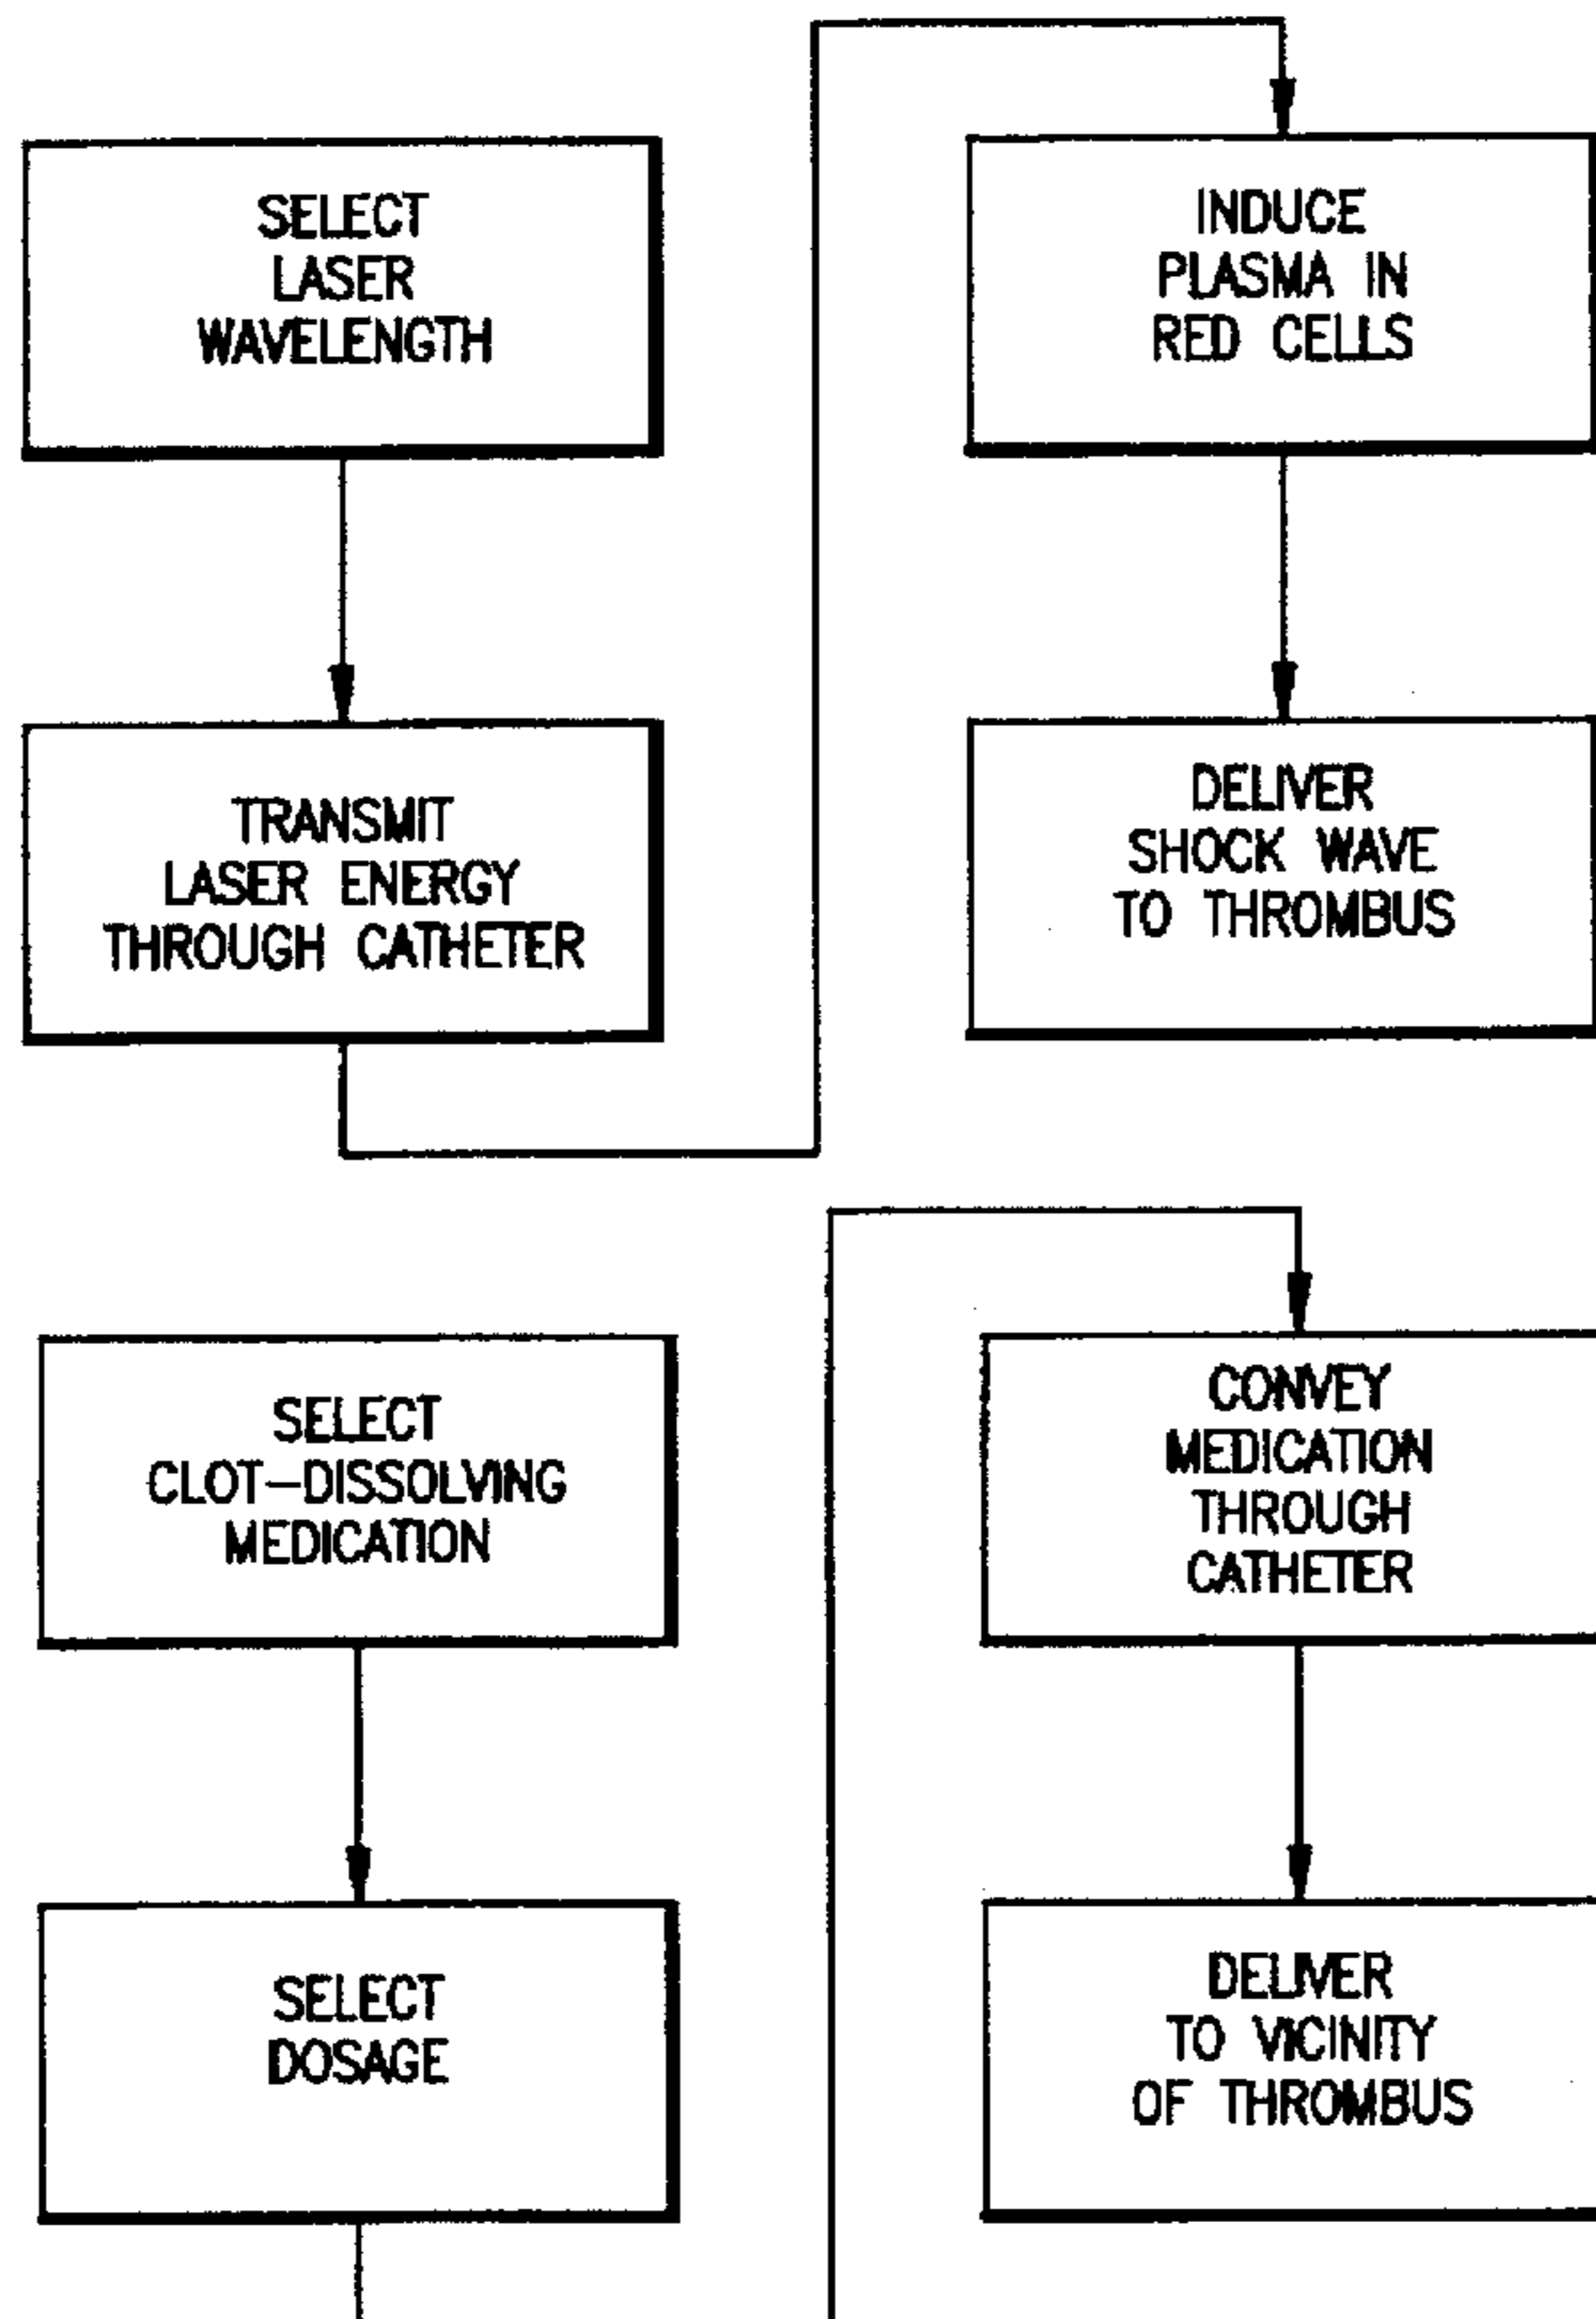 SELECT
LASER
WAVELENGTH
TRANSMIT
LASER ENERGY
THROUGH CATHETER
INDUCE
PLASMA IN
RED CELLS
DELIVER
SHOCK WAVE
TO THROMBUS
SELECT
CLOT-DISSOLVING
MEDICATION
SELECT
DOSAGE
CONVEY
MEDICATION
THROUGH
CATHETER
DELIVER
TO VICINITY
OF THROMBUS